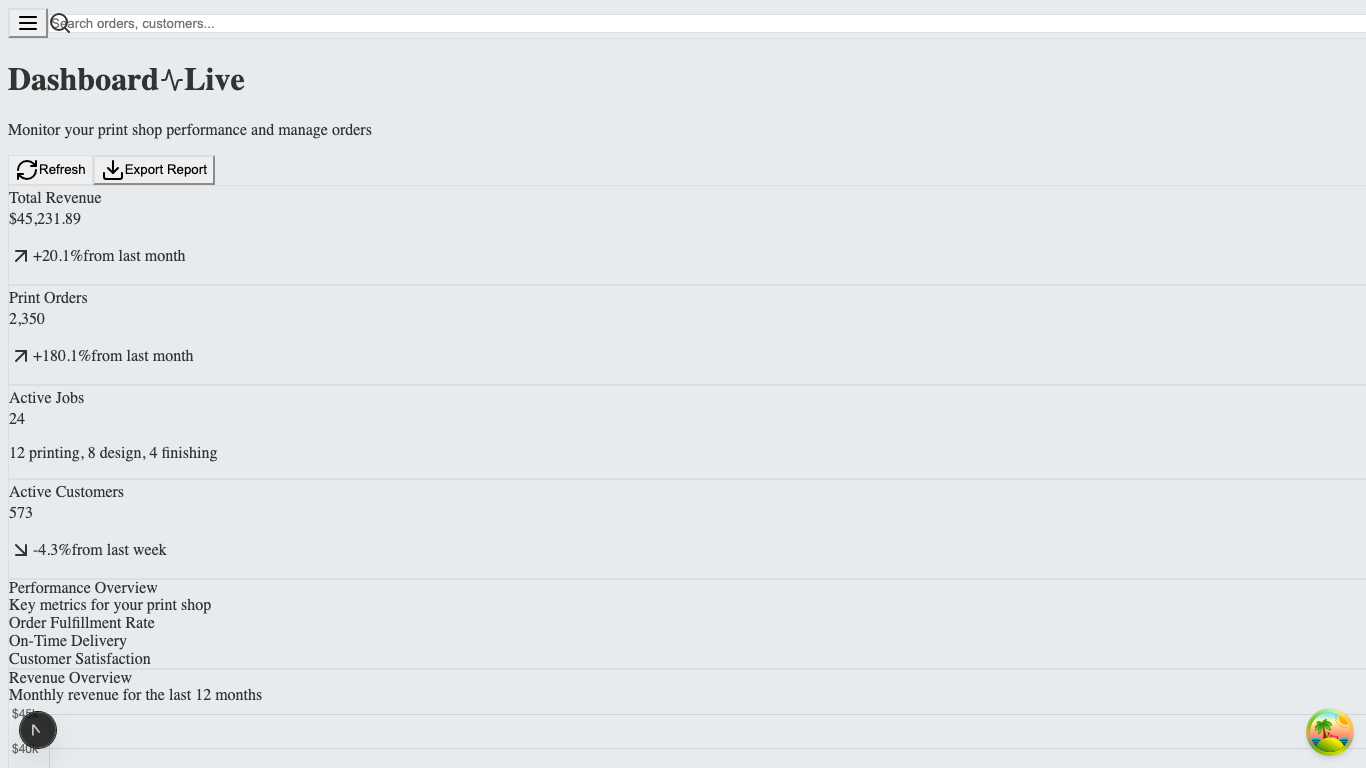 Search orders, customers...
Dashboard Live
Monitor your print shop performance and manage orders
Refresh Export Report
Total Revenue
$45,231.89
+20.1%from last month
Print Orders
2,350
+180.1%from last month
Active Jobs
24
12 printing, 8 design, 4 finishing
Active Customers
573
-4.3%from last week
Performance Overview
Key metrics for your print shop
Order Fulfillment Rate
On-Time Delivery
Customer Satisfaction
Revenue Overview
Monthly revenue for the last 12 months
$45k
$40k